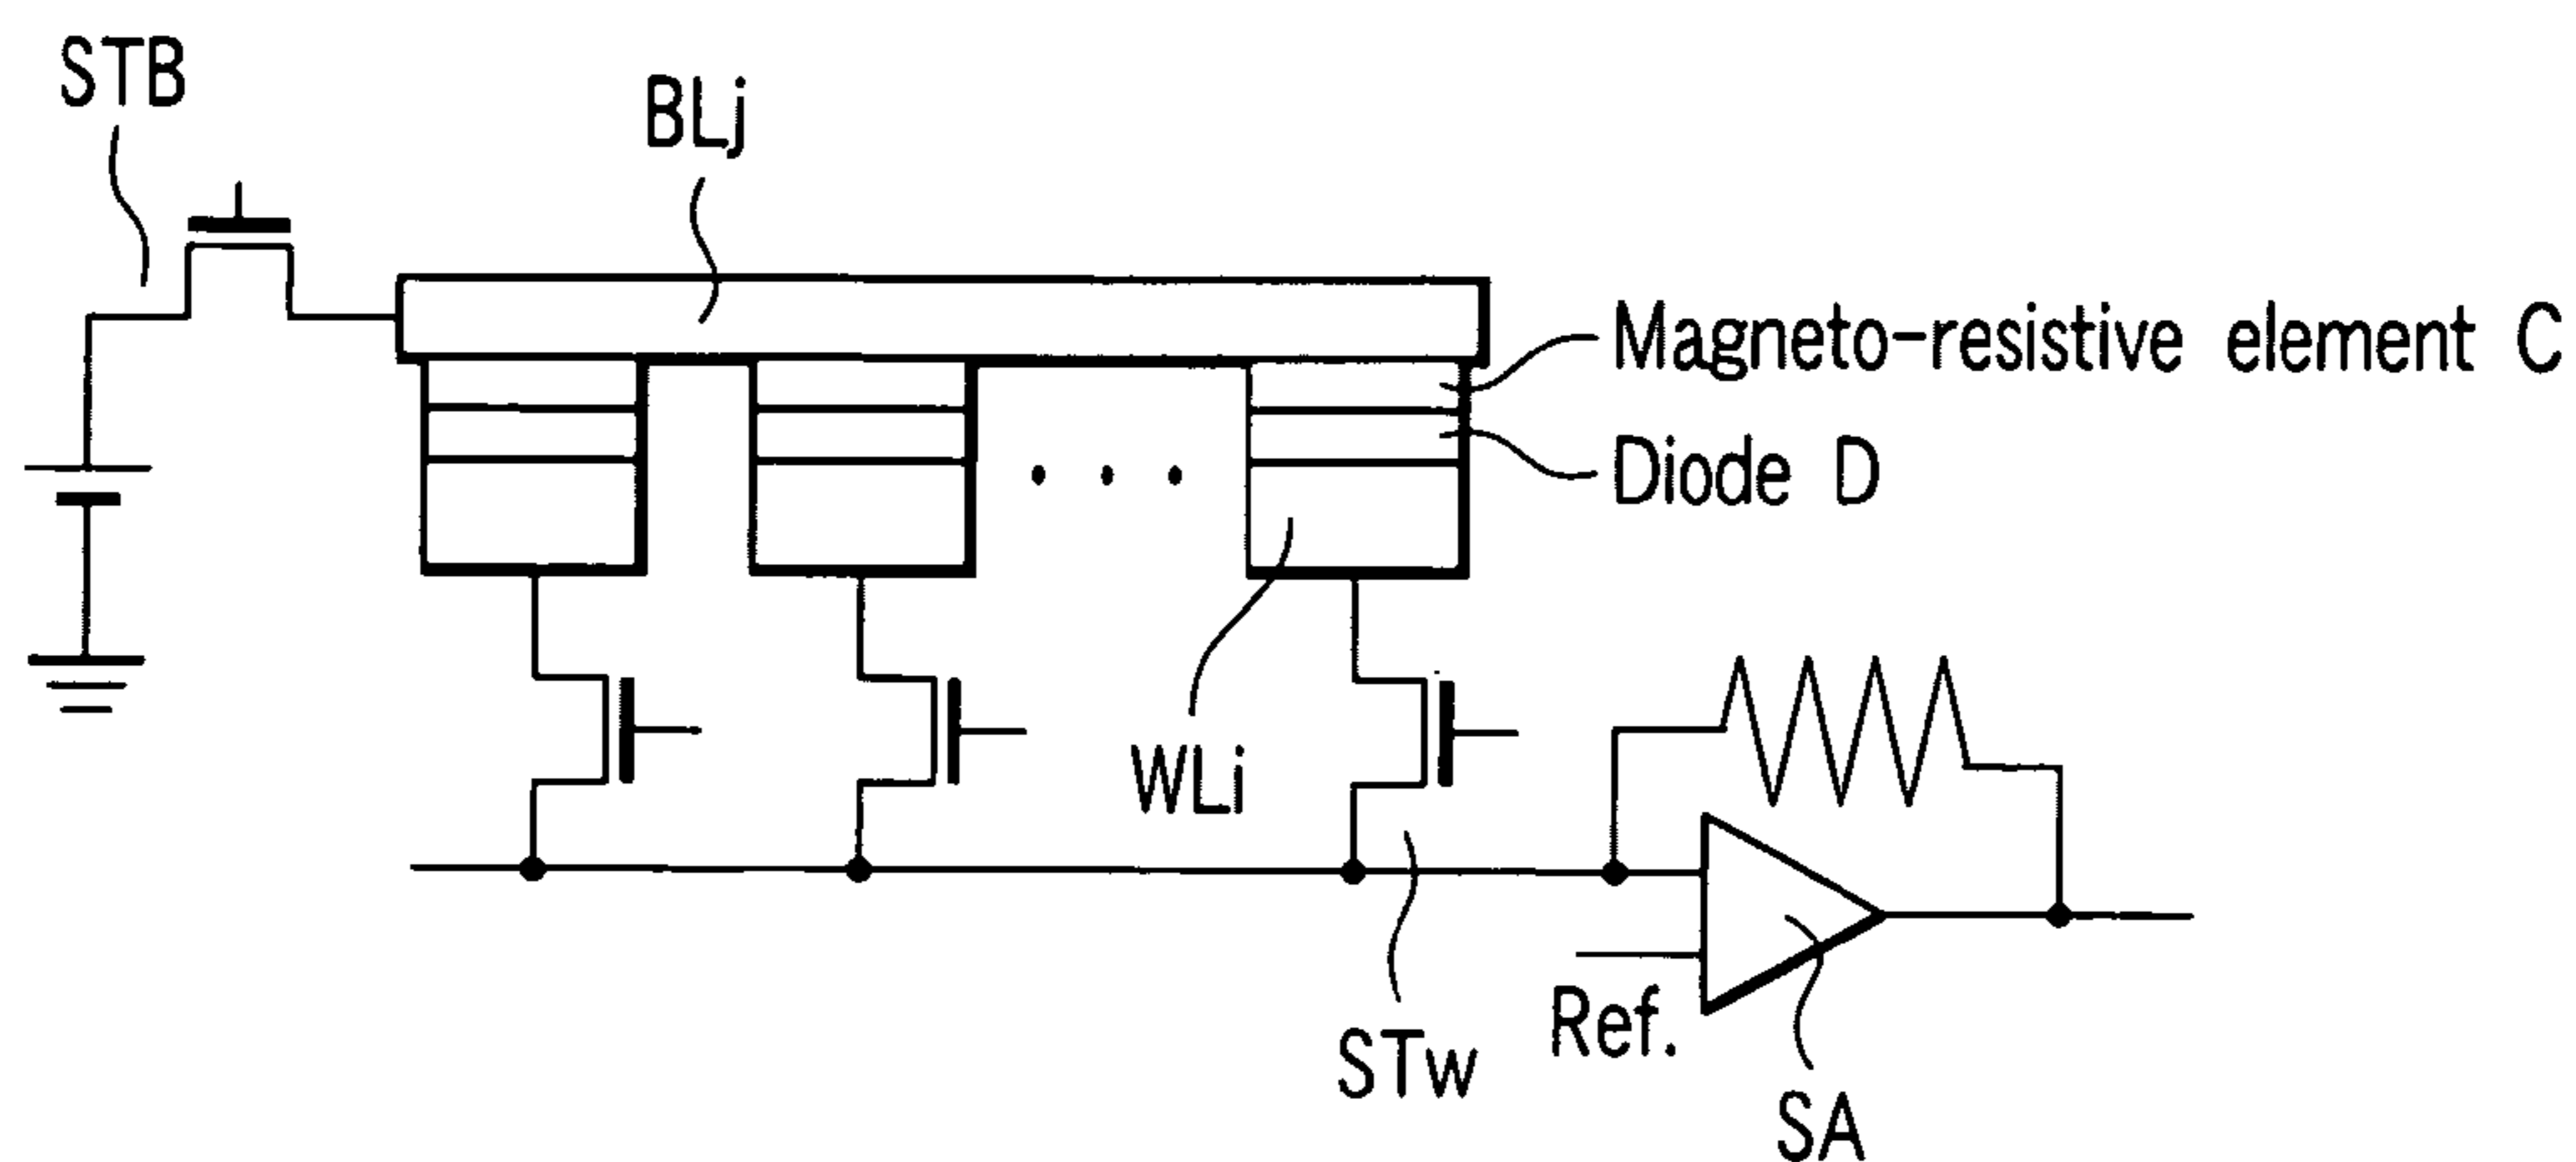 STB
BLj
Magneto-resistive element C
Diode D
WLi
STw
Ref.
SA